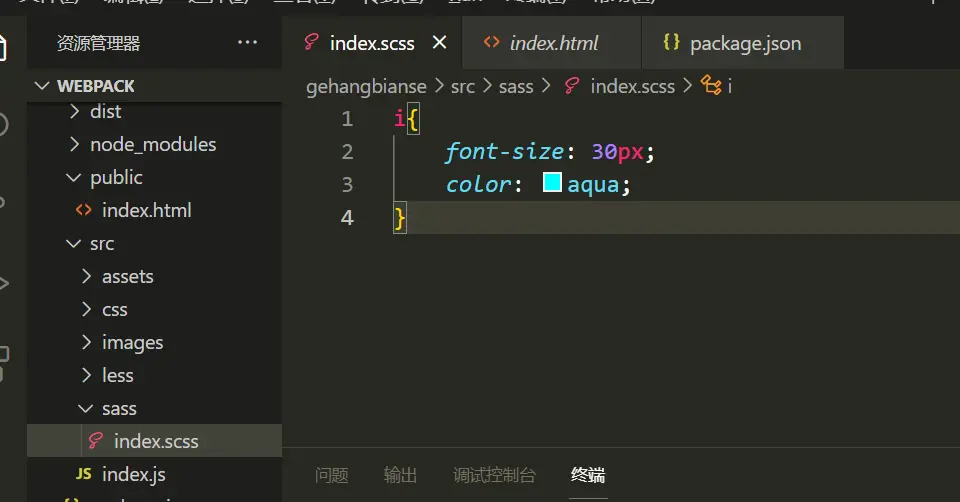 资源管理器 ···
index.scss
index.html
package.json
WEBPACK
gehangbianse > src > sass > index.scss > i
dist
1 i{
node_modules
2 font-size: 30px;
public
3 color: aqua;
index.html
4 }
src
assets
css
images
less
sass
index.scss
JS index.js
问题 输出 调试控制台 终端